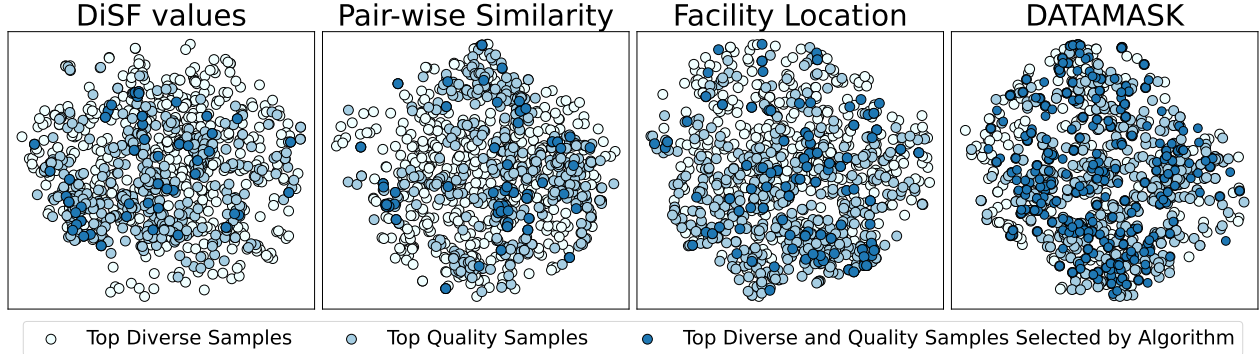 DiSF values
Pair-wise Similarity
Facility Location
DATAMASK
Top Diverse Samples
Top Quality Samples
Top Diverse and Quality Samples Selected by Algorithm